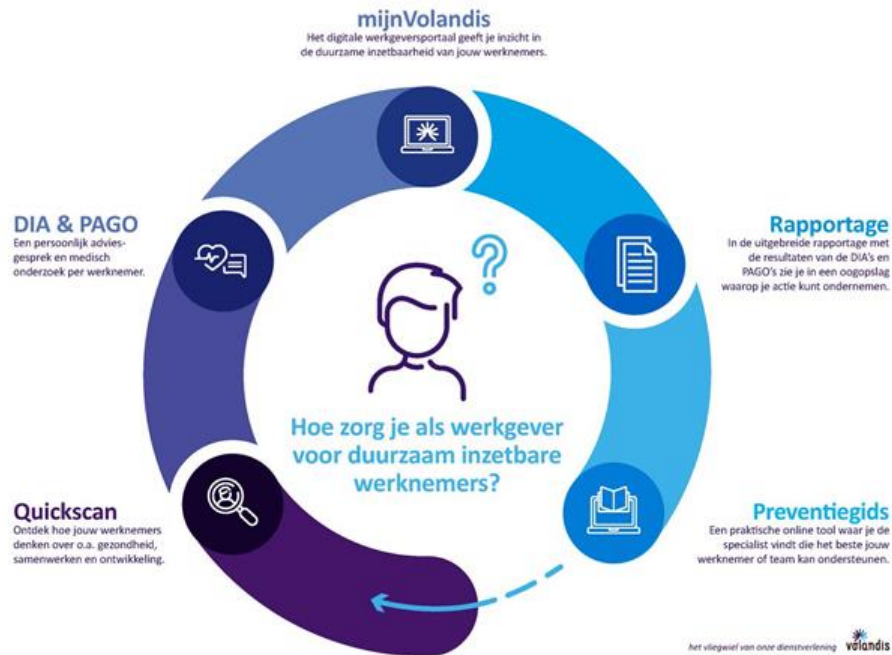 mijnVolandis
Het digitale werkgeversportaal geeft je inzicht in
de duurzame inzetbaarheid van jouw werknemers.
DIA & PAGO
Een persoonlijk advies-
gesprek en medisch
onderzoek per werknemer.
Rapportage
In de uitgebreide rapportage met
de resultaten van de DIA's en
PAGO's zie je in een oogopslag
waarop je actie kunt ondernemen.
?
Hoe zorg je als werkgever
voor duurzaam inzetbare
werknemers?
Quickscan
Ontdek hoe jouw werknemers
denken over o.a. gezondheid,
samenwerken en ontwikkeling.
Preventiegids
Een praktische online tool waar je de
specialist vindt die het beste jouw
werknemer of team kan ondersteunen.
het vliegwiel van onze dienstverlening
volandis